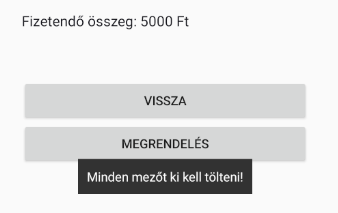 Fizetendő összeg: 5000 Ft
VISSZA
MEGRENDELÉS
Minden mezőt ki kell tölteni!